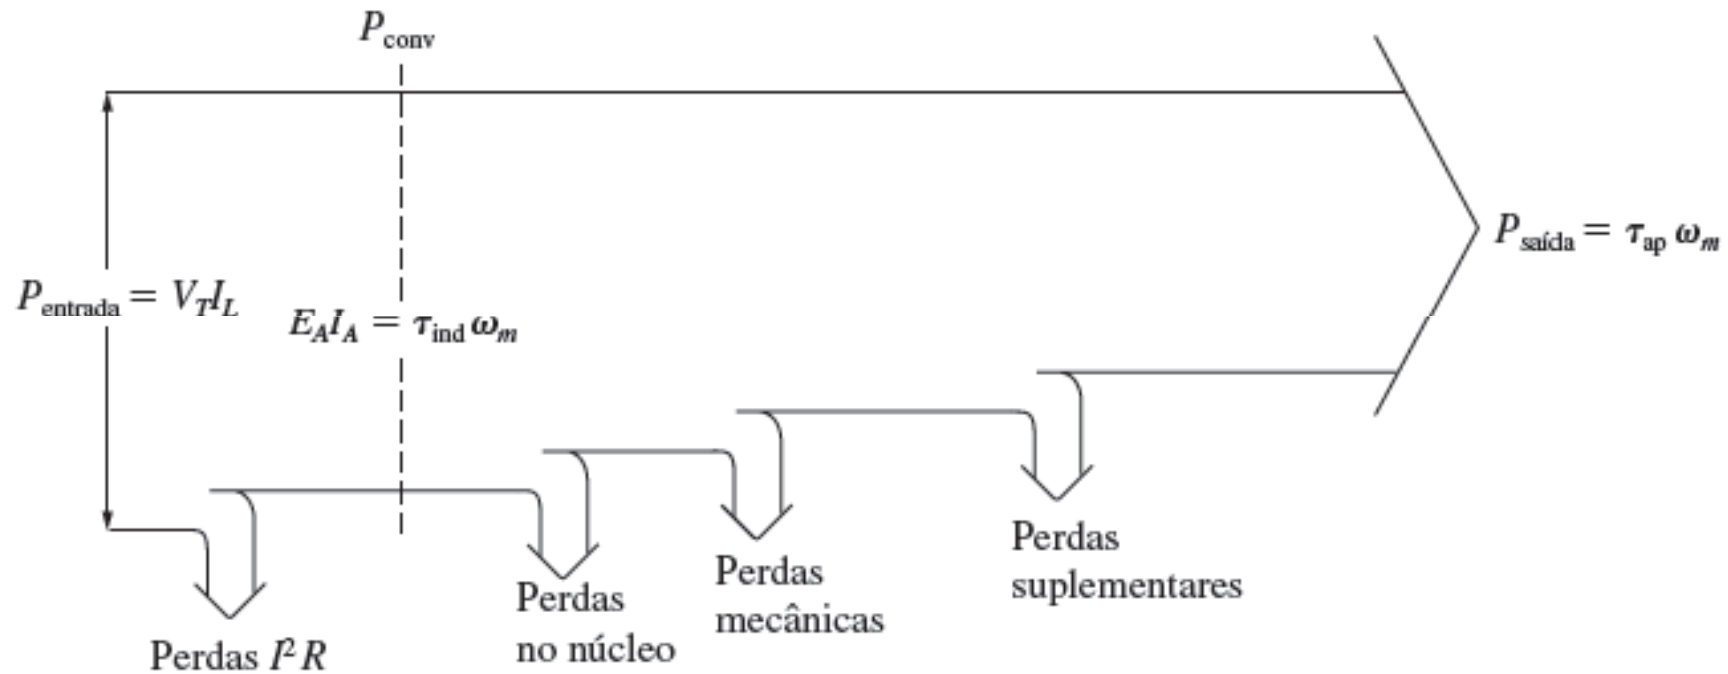 P_conv
P_entrada = V_T I_L
E_A I_A = τ_ind ω_m
P_saída = τ_ap ω_m
Perdas I² R
Perdas
no núcleo
Perdas
mecânicas
Perdas
suplementares